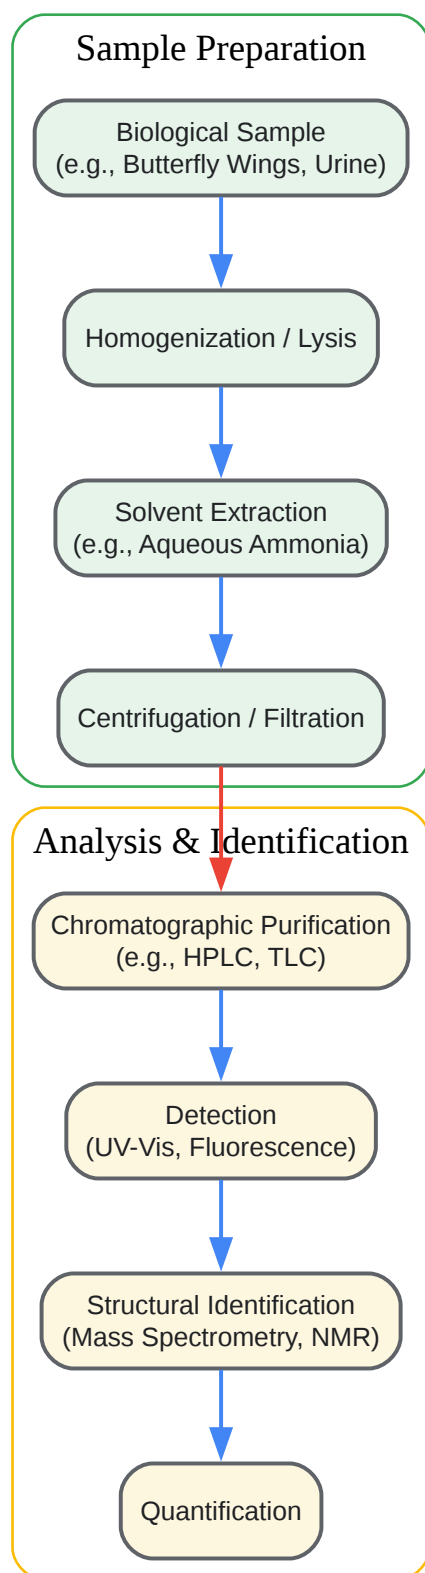 Sample Preparation
Biological Sample
(e.g., Butterfly Wings, Urine)
Homogenization / Lysis
Solvent Extraction
(e.g., Aqueous Ammonia)
Centrifugation / Filtration
Analysis & Identification
Chromatographic Purification
(e.g., HPLC, TLC)
Detection
(UV-Vis, Fluorescence)
Structural Identification
(Mass Spectrometry, NMR)
Quantification